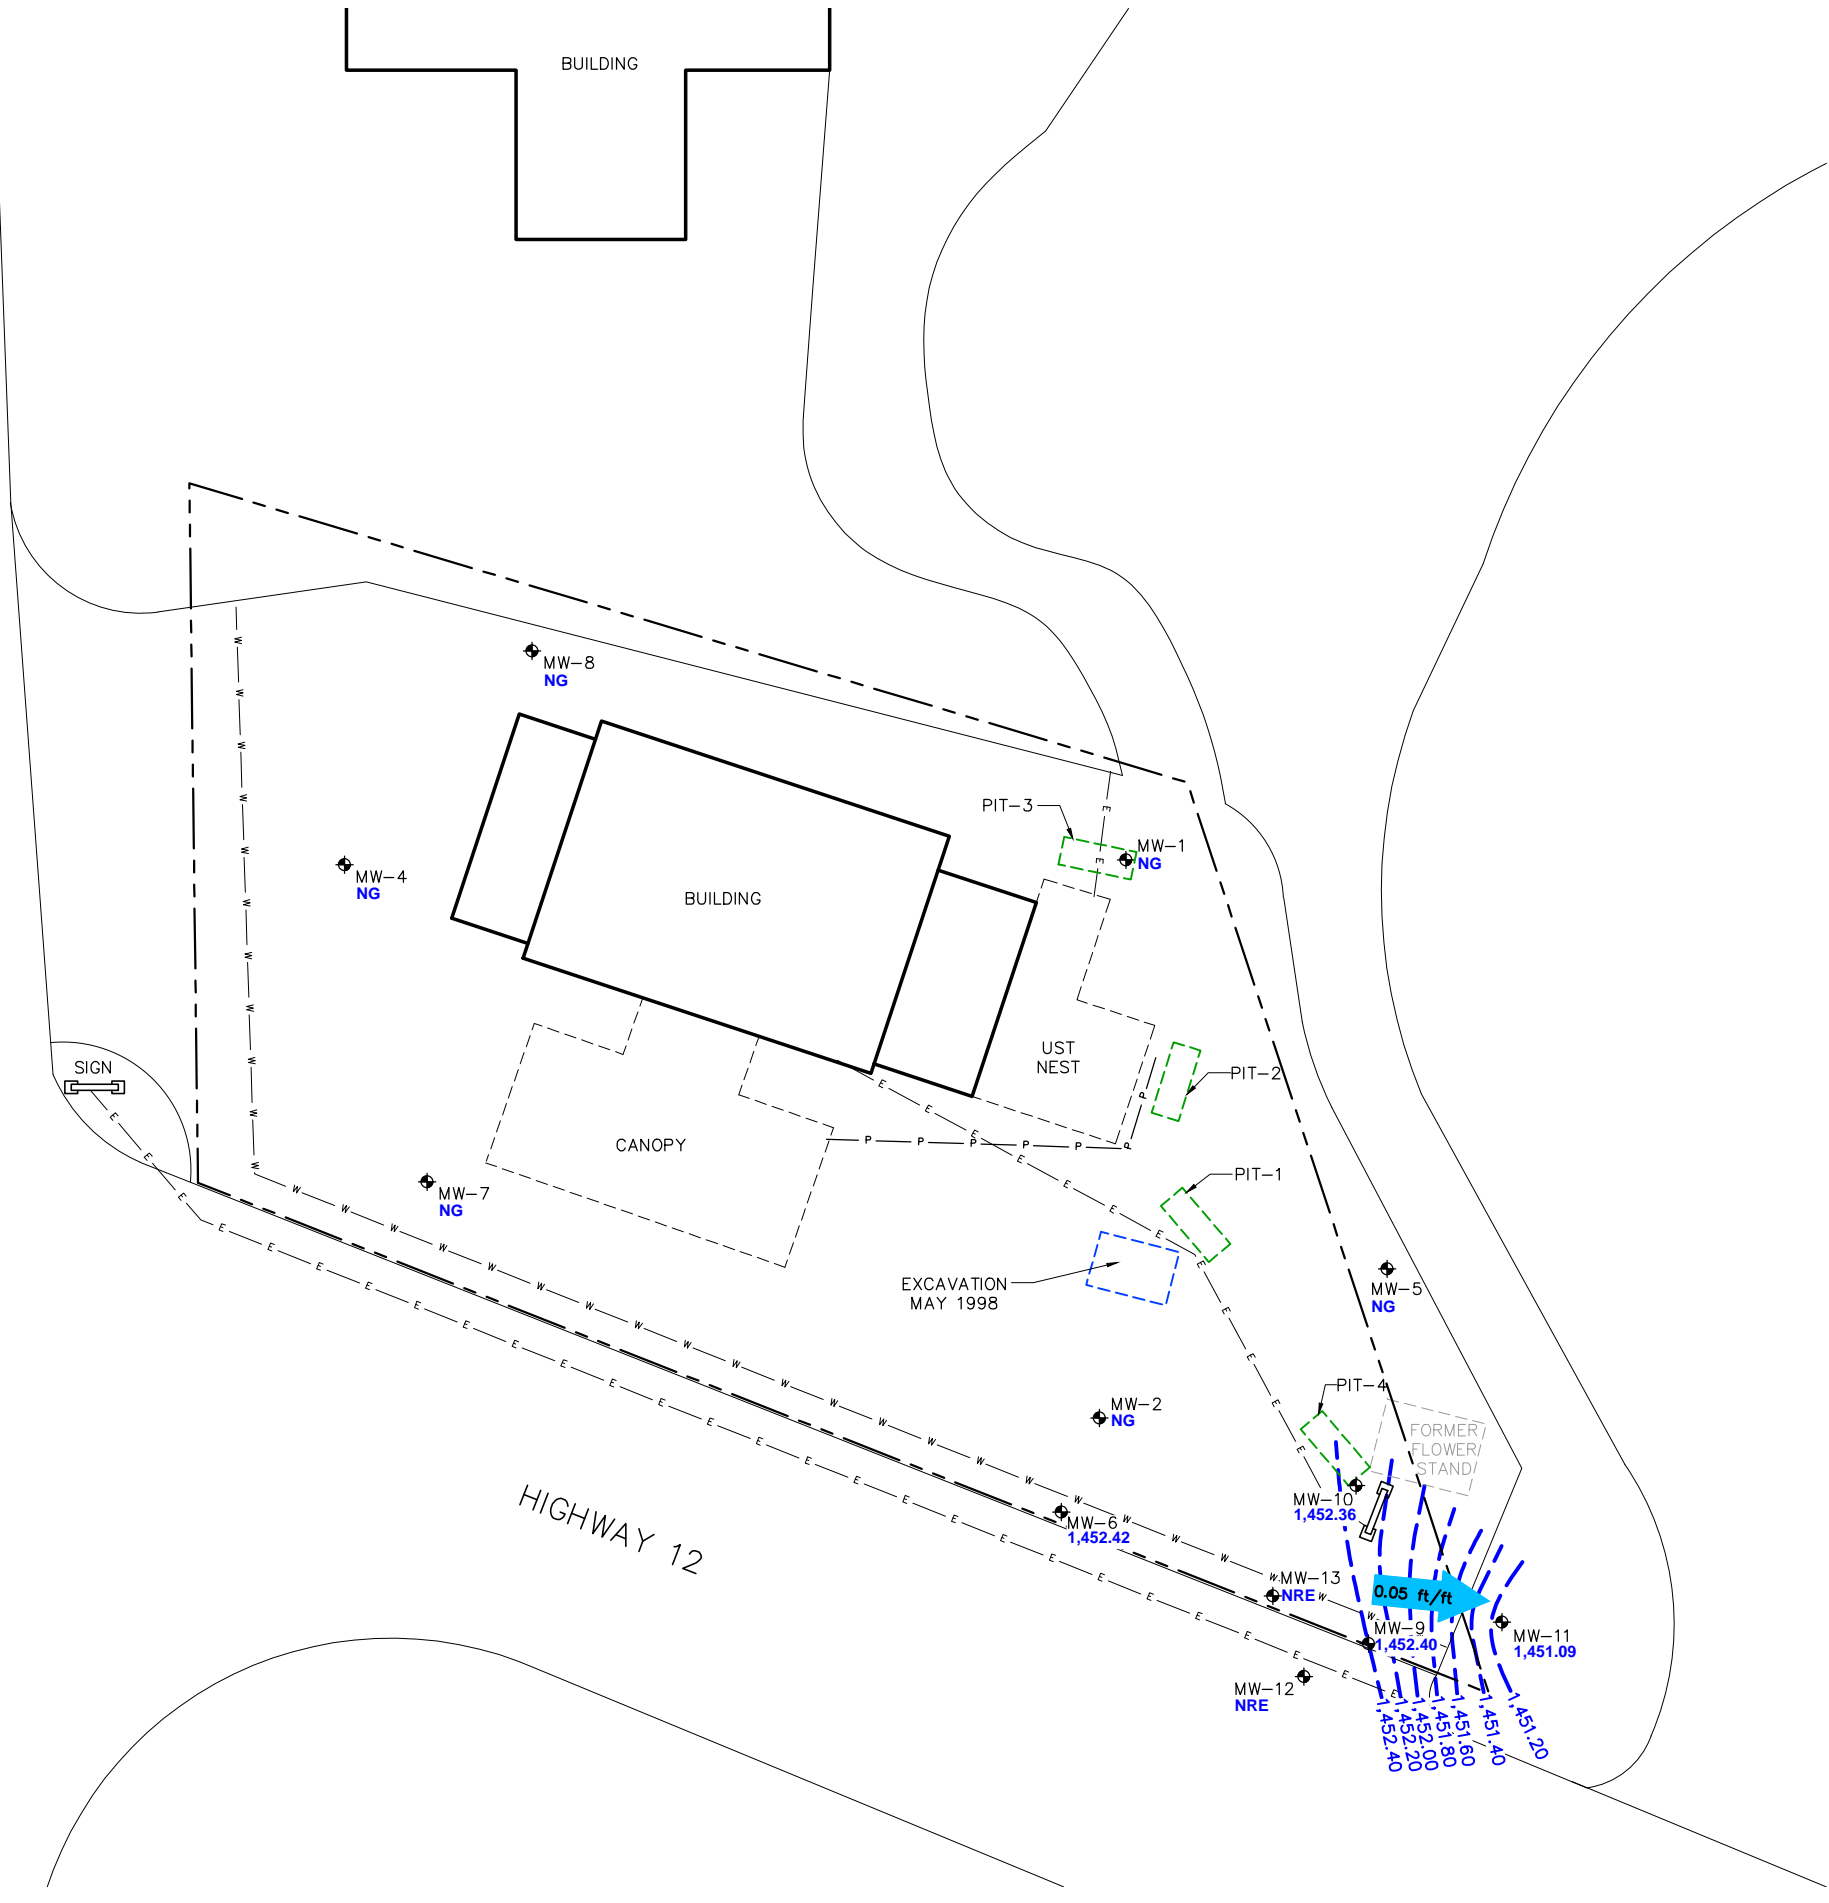 BUILDING
MW-8
NG
PIT-3
MW-1
NG
MW-4
NG
BUILDING
UST
NEST
SIGN
PIT-2
CANOPY
PIT-1
MW-7
NG
EXCAVATION
MAY 1998
MW-5
NG
PIT-4
MW-2
NG
FORMER
FLOWER
STAND
HIGHWAY 12
MW-10
1,452.36
MW-6
1,452.42
MW-13
NRE
0.05 ft/ft
MW-9
1,452.40
MW-11
1,451.09
MW-12
NRE
1,452.40
1,452.20
1,452.00
1,451.80
1,451.60
1,451.40
1,451.20